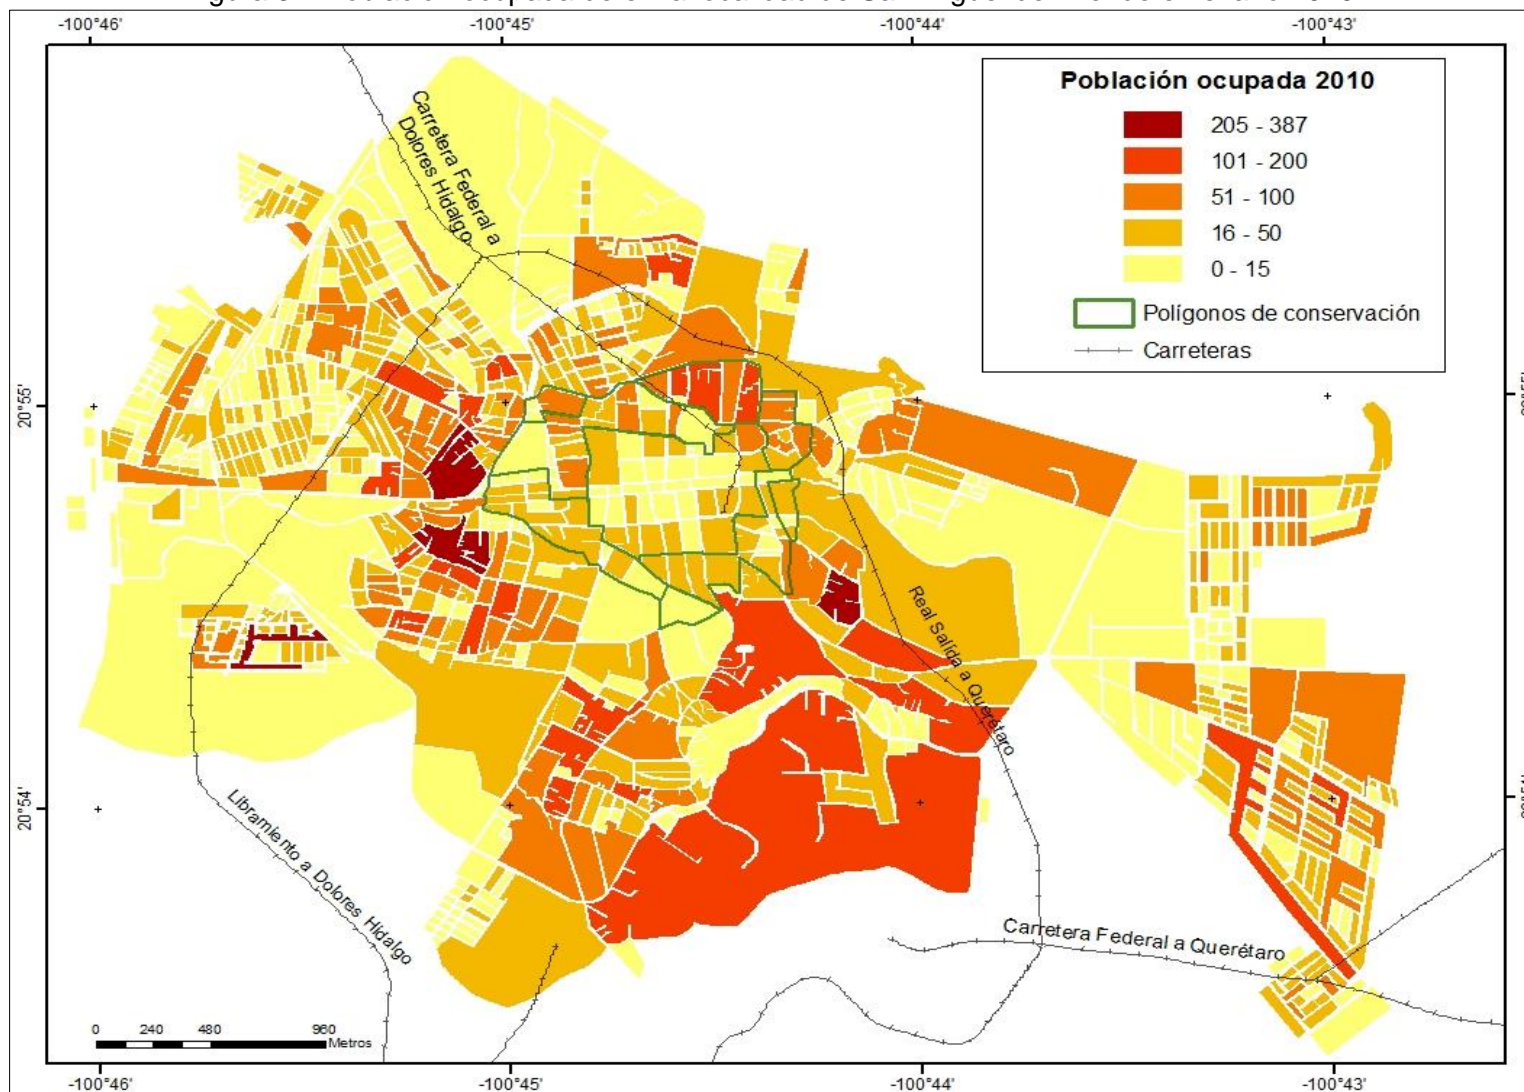 -100°46'
-100°45'
-100°44'
-100°43'
Población ocupada 2010
205 - 387
101 - 200
51 - 100
16 - 50
0 - 15
Polígonos de conservación
Carreteras
Carretera Federal a
Dolores Hidalgo
20°55'
Real Salida a Querétaro
20°54'
Libramiento a Dolores Hidalgo
Carretera Federal a Querétaro
0 240 480 960
Metros
-100°46'
-100°45'
-100°44'
-100°43'